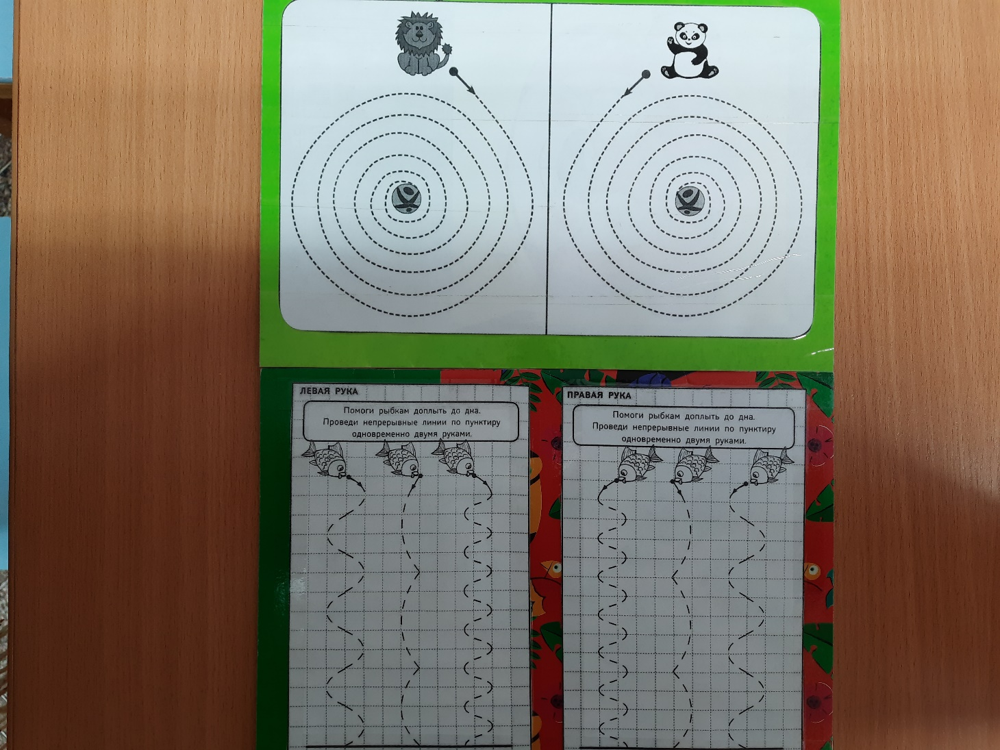 ЛЕВАЯ РУКА
Помоги рыбкам доплыть до дна.
Проведи непрерывные линии по пунктиру
одновременно двумя руками.
ПРАВАЯ РУКА
Помоги рыбкам доплыть до дна.
Проведи непрерывные линии по пунктиру
одновременно двумя руками.